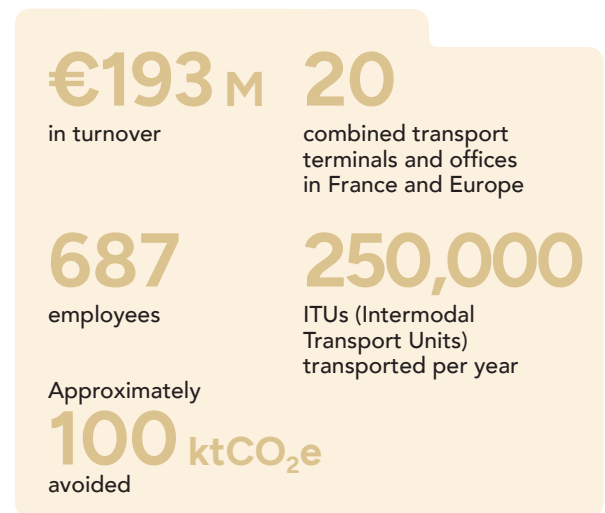 €193 M
in turnover
20
combined transport
terminals and offices
in France and Europe
687
employees
250,000
ITUs (Intermodal
Transport Units)
transported per year
Approximately
100 ktCO₂e
avoided